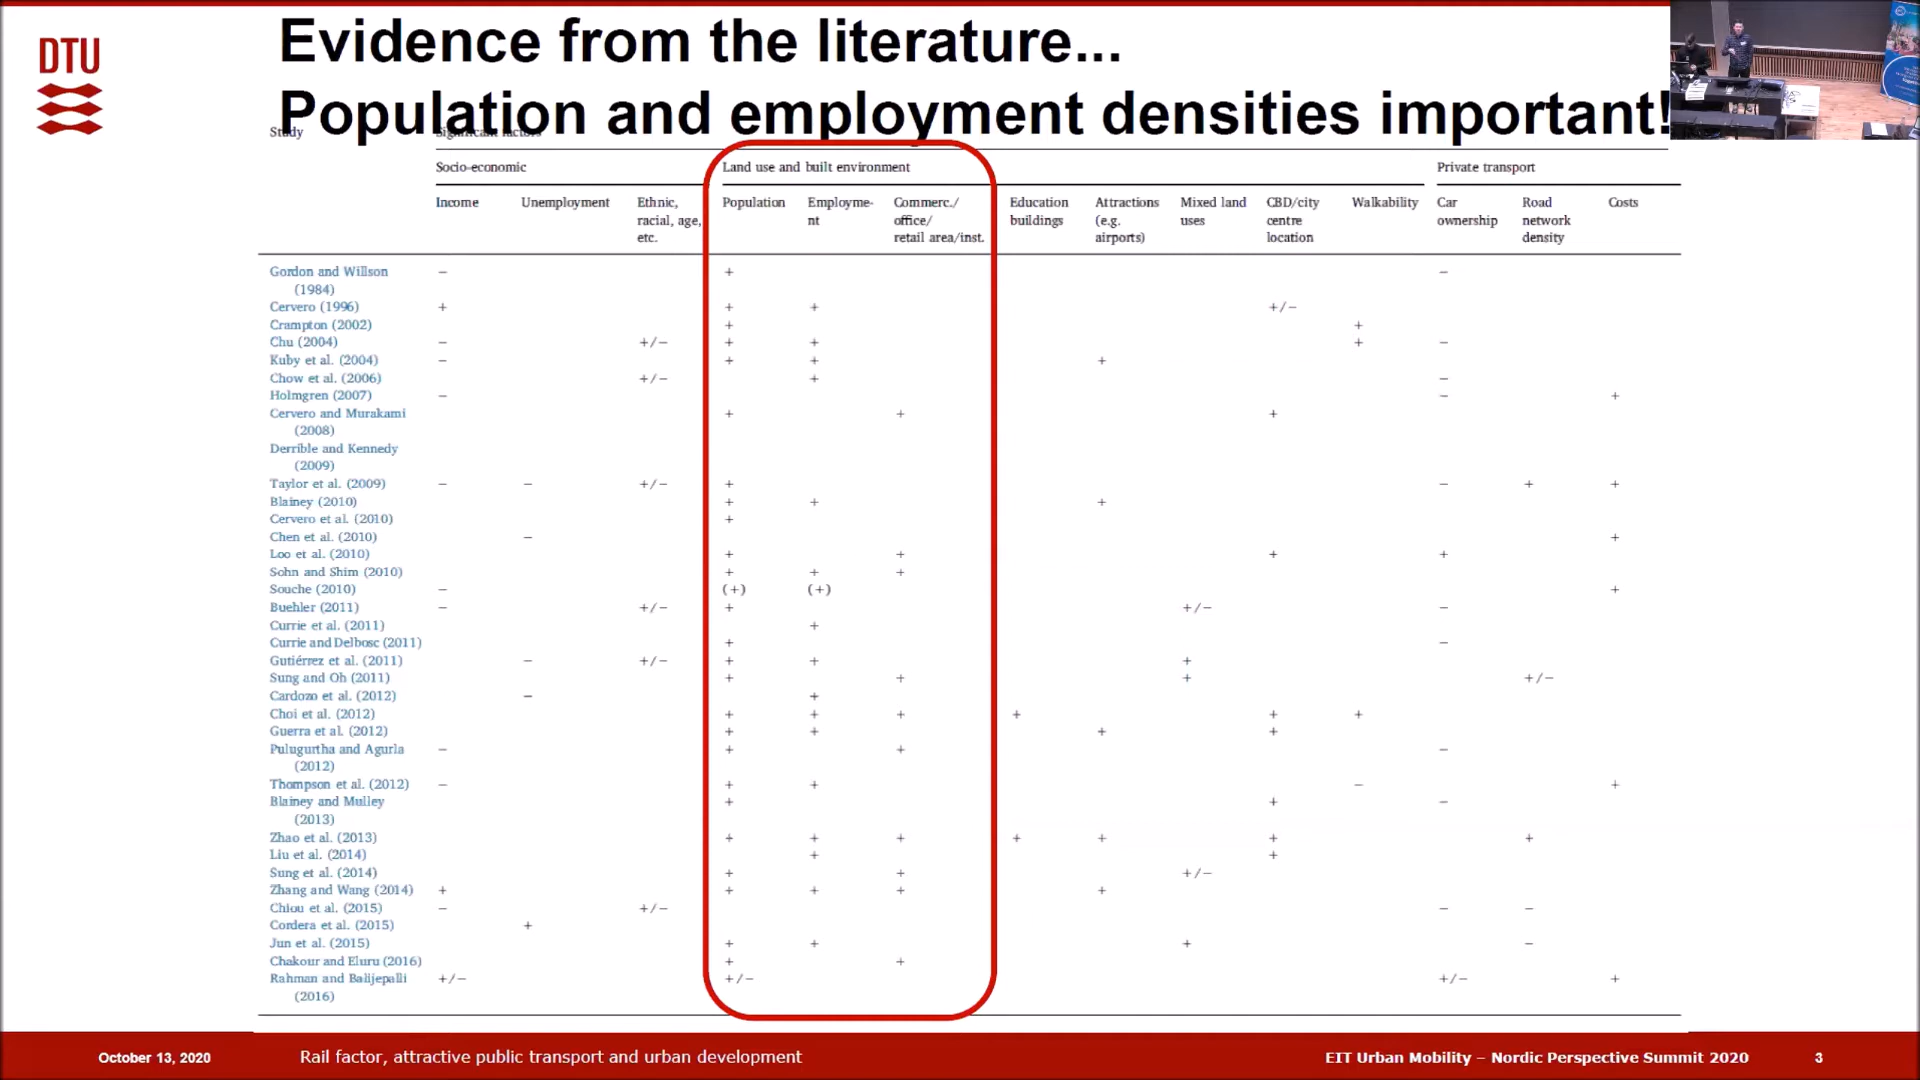 DTU
Evidence from the literature...
Population and employment densities important!
Study Significant factors
Socio-economic Land use and built environment Private transport
Income Unemployment Ethnic, Population Employme- Commerc./ Education Attractions Mixed land CBD/city Walkability Car Road Costs
racial, age, nt office/ buildings (e.g. uses centre ownership network
etc. retail area/inst. airports) location density
Gordon and Willson − + −
(1984)
Cervero (1996) + + + +/−
Crampton (2002) + +
Chu (2004) − +/− + + + −
Kuby et al. (2004) − + + +
Chow et al. (2006) +/− + −
Holmgren (2007) − − +
Cervero and Murakami + + +
(2008)
Derrible and Kennedy
(2009)
Taylor et al. (2009) − − +/− + − + +
Blainey (2010) + + +
Cervero et al. (2010) +
Chen et al. (2010) − +
Loo et al. (2010) + + + +
Sohn and Shim (2010) + + +
Souche (2010) − (+) (+) +
Buehler (2011) − +/− + +/− −
Currie et al. (2011) +
Currie and Delbosc (2011) + −
Gutiérrez et al. (2011) − +/− + + +
Sung and Oh (2011) + + + +/−
Cardozo et al. (2012) − +
Choi et al. (2012) + + + + + +
Guerra et al. (2012) + + + +
Pulugurtha and Agurla − + + −
(2012)
Thompson et al. (2012) − + + − +
Blainey and Mulley + + −
(2013)
Zhao et al. (2013) + + + + + + +
Liu et al. (2014) + +
Sung et al. (2014) + + +/−
Zhang and Wang (2014) + + + + +
Chiou et al. (2015) − +/− − −
Cordera et al. (2015) +
Jun et al. (2015) + + + −
Chakour and Eluru (2016) + +
Rahman and Balijepalli +/− +/− +/− +
(2016)
October 13, 2020 Rail factor, attractive public transport and urban development EIT Urban Mobility – Nordic Perspective Summit 2020 3